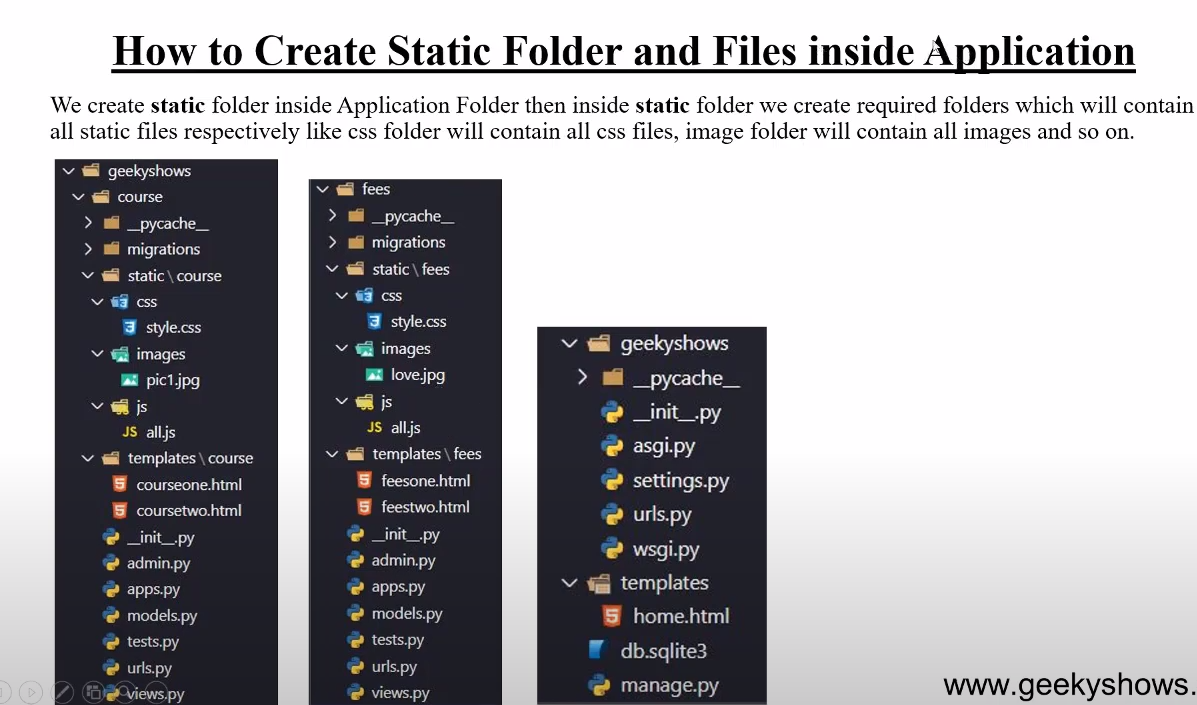 How to Create Static Folder and Files inside Application
We create static folder inside Application Folder then inside static folder we create required folders which will contain
all static files respectively like css folder will contain all css files, image folder will contain all images and so on.
geekyshows
course
__pycache__
migrations
static \ course
css
style.css
images
pic1.jpg
js
JS all.js
templates \ course
courseone.html
coursetwo.html
__init__.py
admin.py
apps.py
models.py
tests.py
urls.py
views.py
fees
__pycache__
migrations
static \ fees
css
style.css
images
love.jpg
js
JS all.js
templates \ fees
feesone.html
feestwo.html
__init__.py
admin.py
apps.py
models.py
tests.py
urls.py
views.py
geekyshows
__pycache__
__init__.py
asgi.py
settings.py
urls.py
wsgi.py
templates
home.html
db.sqlite3
manage.py
www.geekyshows.